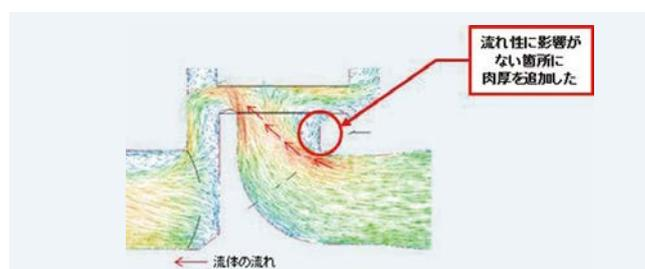 流れ性に影響が
ない箇所に
肉厚を追加した
流体の流れ